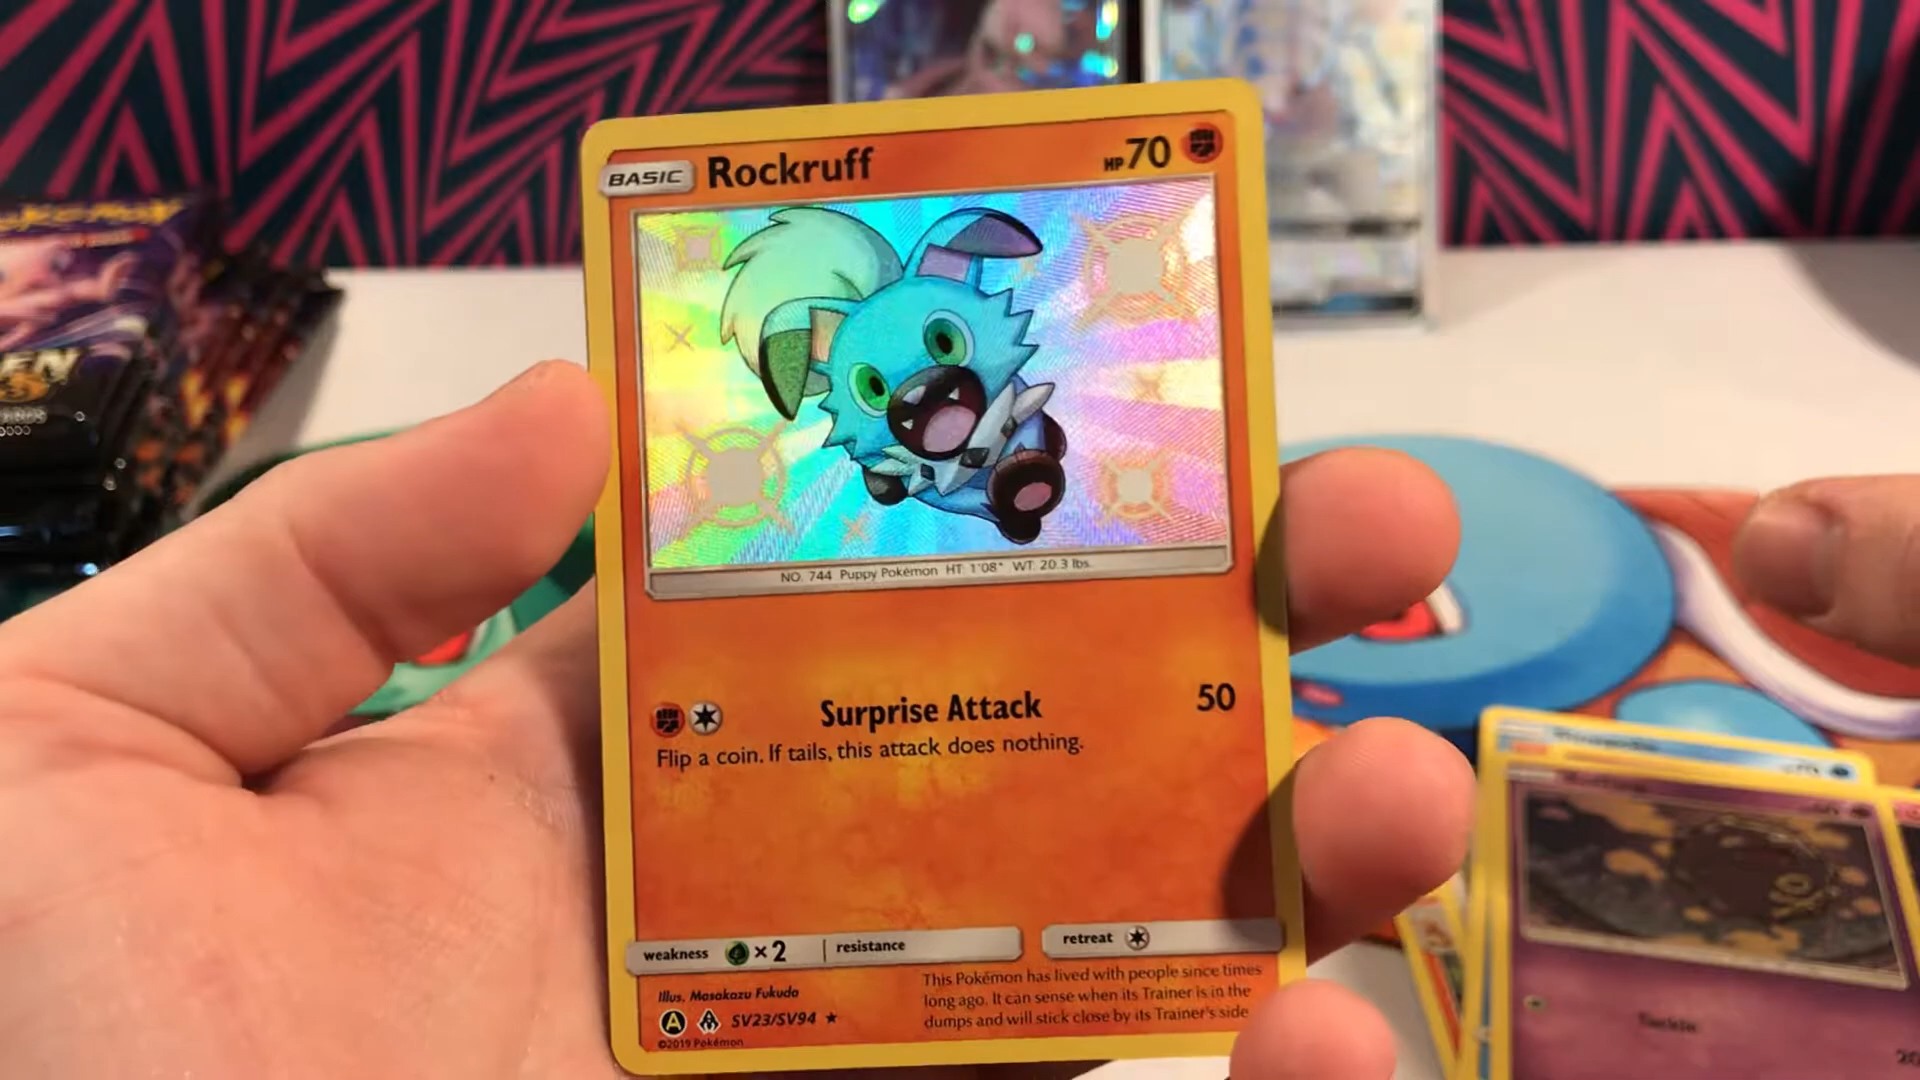 BASIC Rockruff HP 70
NO. 744 Puppy Pokémon HT: 1'08" WT: 20.3 lbs.
Surprise Attack 50
Flip a coin. If tails, this attack does nothing.
weakness ×2 resistance retreat
Illus. Masakazu Fukuda
SV23/SV94
©2019 Pokémon
This Pokémon has lived with people since times
long ago. It can sense when its Trainer is in the
dumps and will stick close by its Trainer's side
Tackle
20